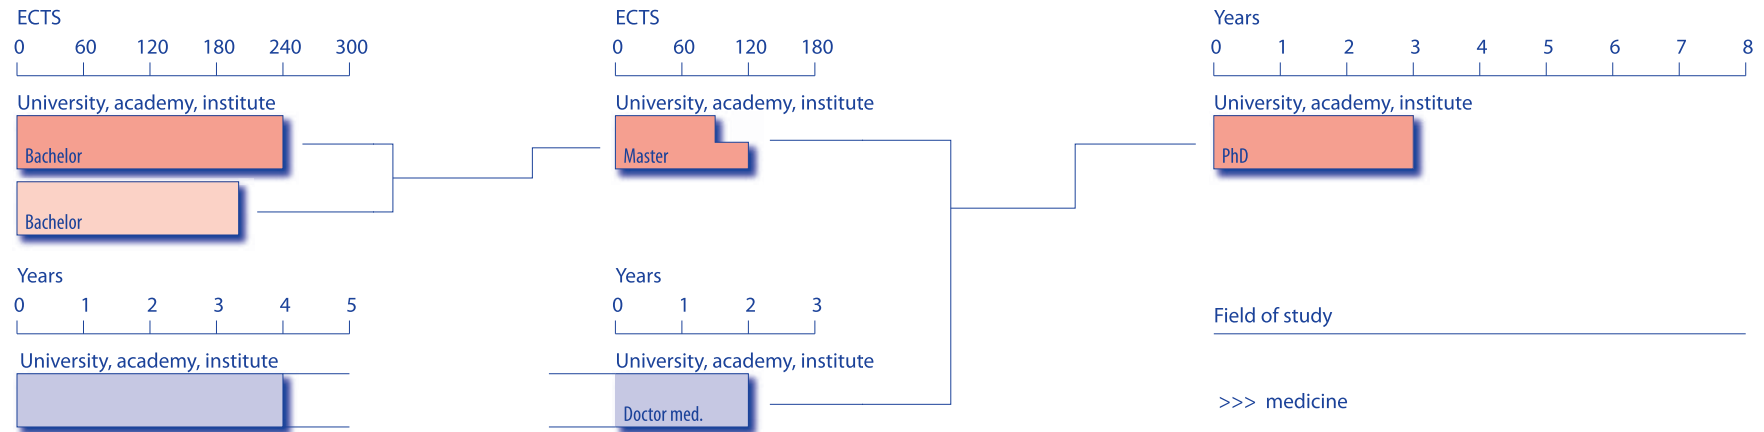 ECTS
0 60 120 180 240 300
University, academy, institute
Bachelor
Bachelor
ECTS
0 60 120 180
University, academy, institute
Master
Years
0 1 2 3 4 5 6 7 8
University, academy, institute
PhD
Years
0 1 2 3 4 5
University, academy, institute
Years
0 1 2 3
University, academy, institute
Doctor med.
Field of study
>>> medicine